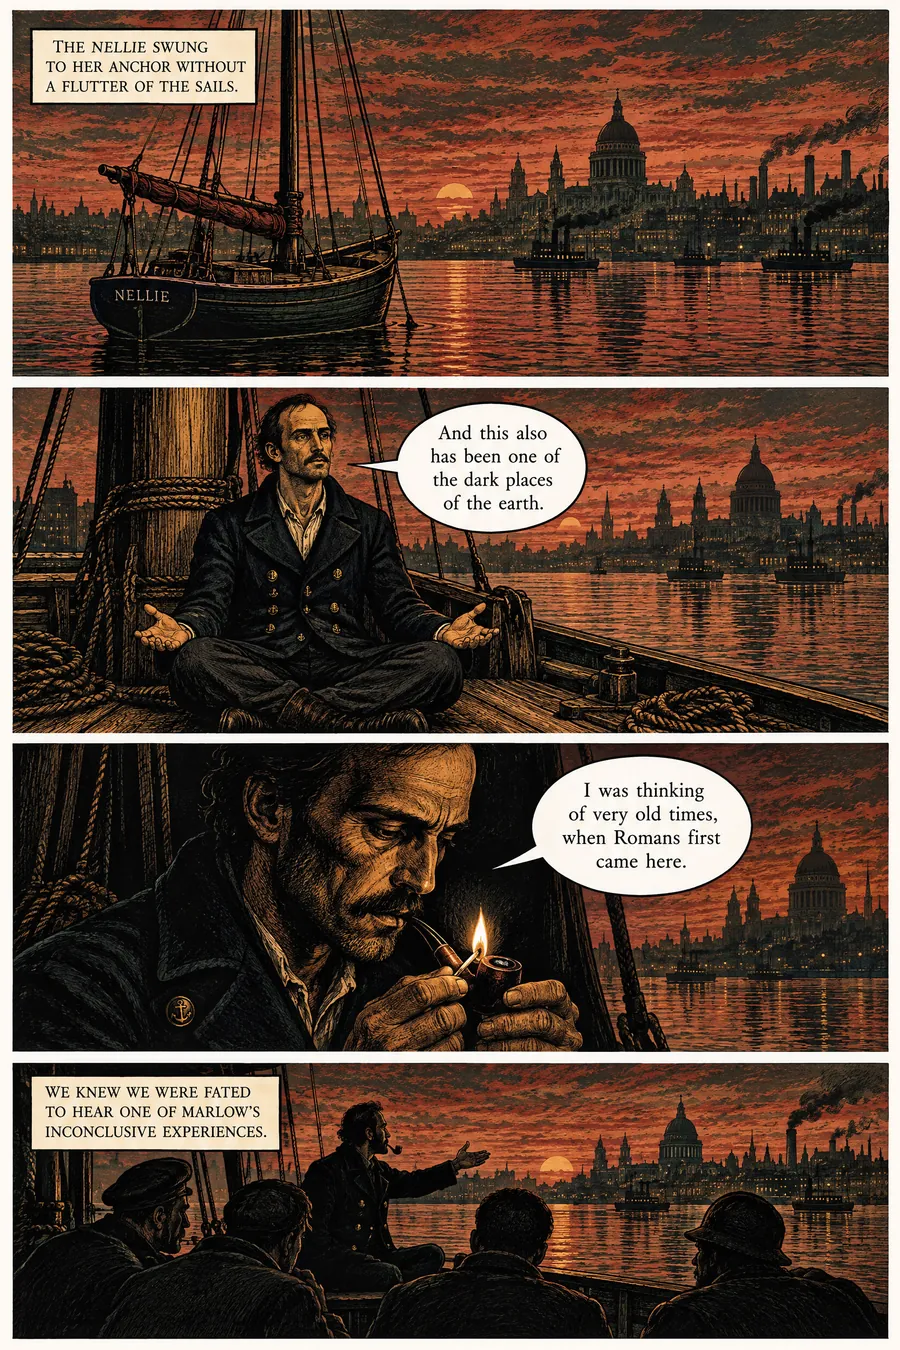 THE NELLIE SWUNG
TO HER ANCHOR WITHOUT
A FLUTTER OF THE SAILS.
NELLIE
And this also
has been one of
the dark places
of the earth.
I was thinking
of very old times,
when Romans first
came here.
WE KNEW WE WERE FATED
TO HEAR ONE OF MARLOW'S
INCONCLUSIVE EXPERIENCES.